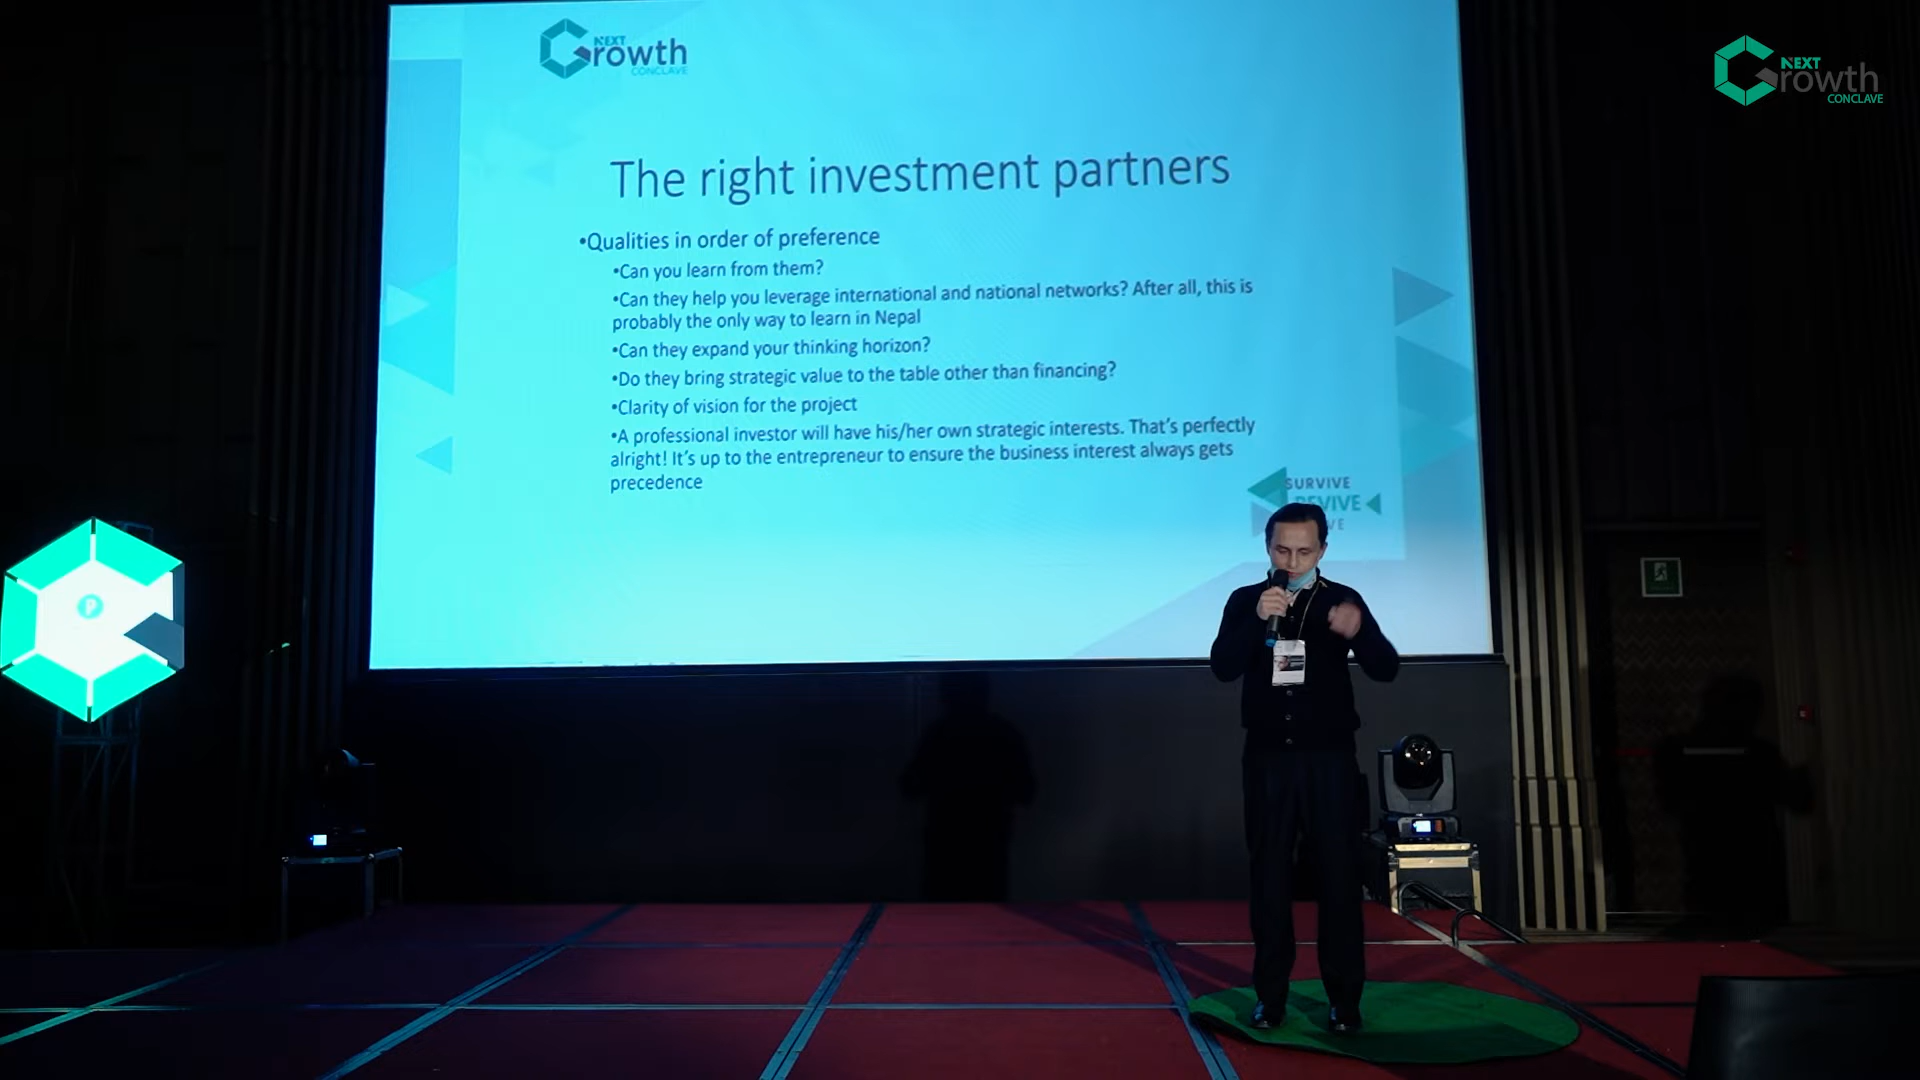 NEXT
Growth
CONCLAVE
NEXT
Growth
CONCLAVE
The right investment partners
•Qualities in order of preference
•Can you learn from them?
•Can they help you leverage international and national networks? After all, this is
probably the only way to learn in Nepal
•Can they expand your thinking horizon?
•Do they bring strategic value to the table other than financing?
•Clarity of vision for the project
•A professional investor will have his/her own strategic interests. That's perfectly
alright! It's up to the entrepreneur to ensure the business interest always gets
precedence
SURVIVE